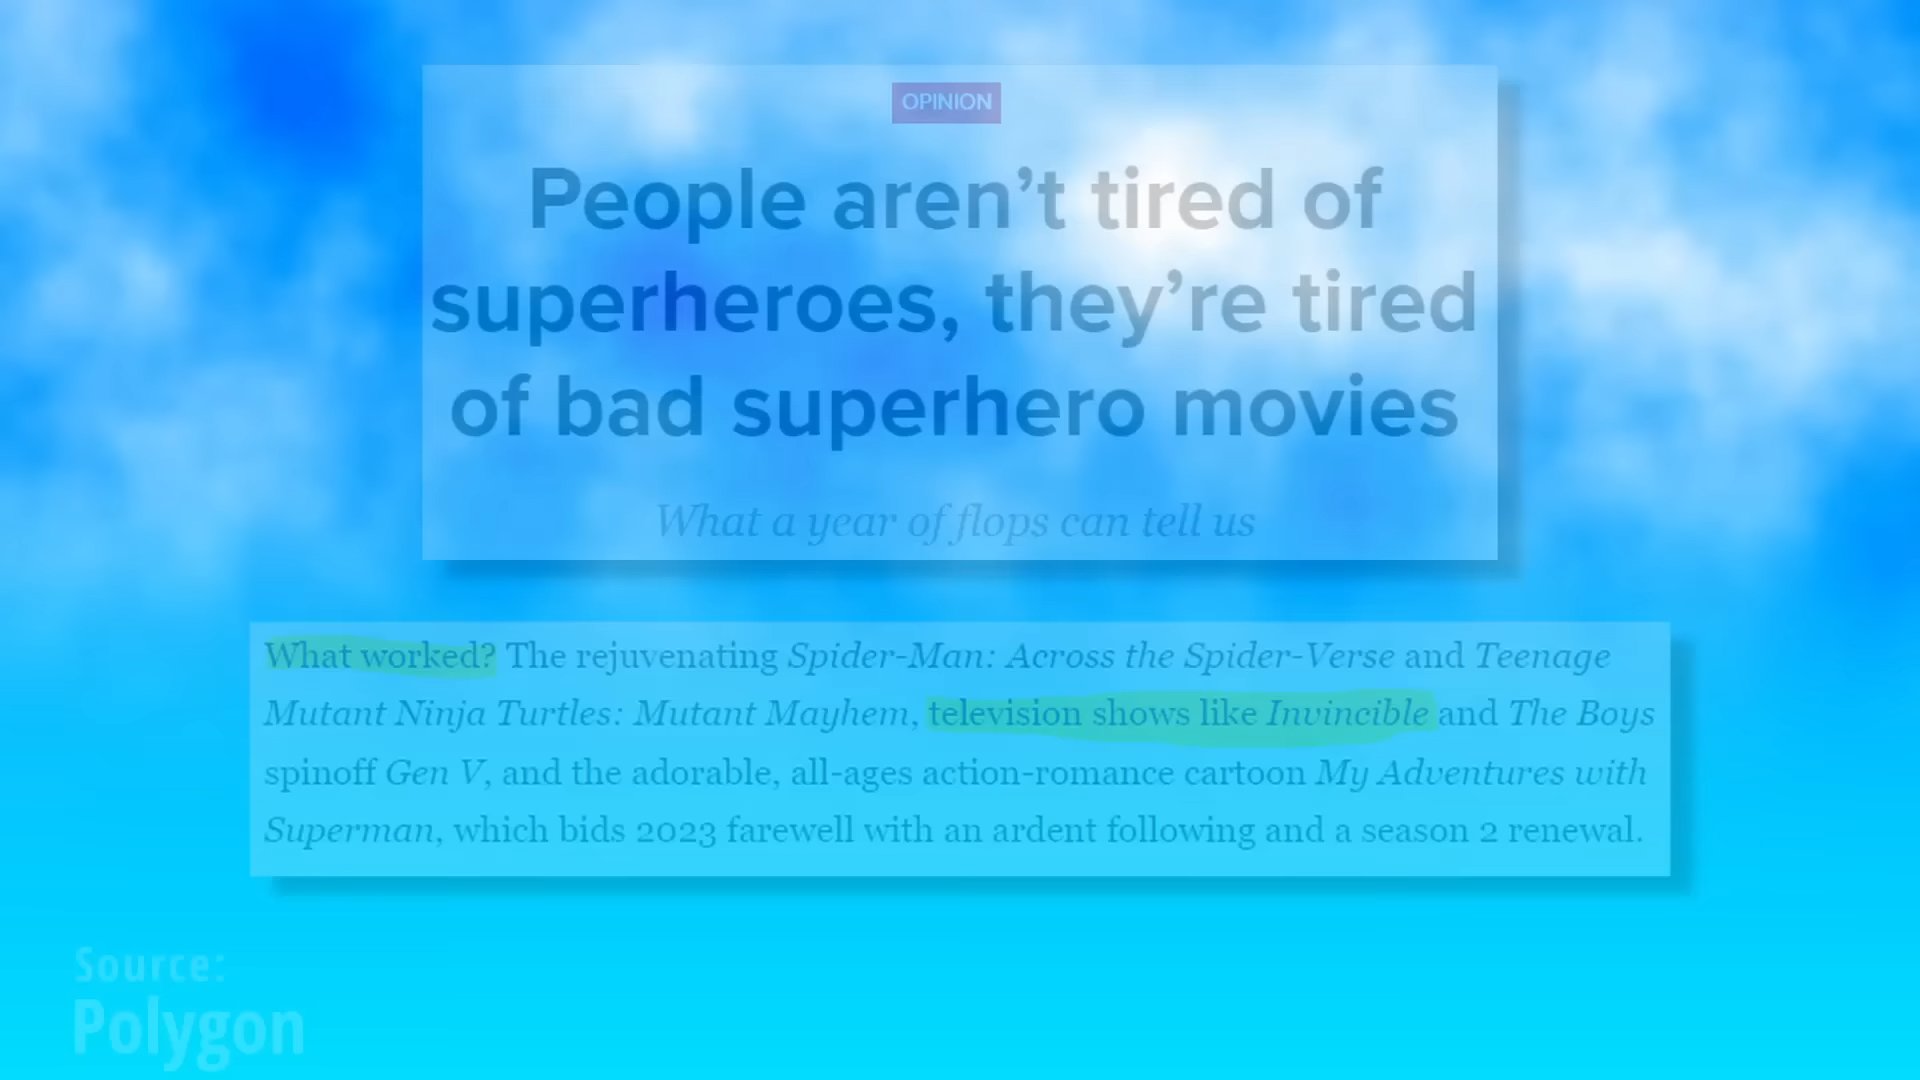 OPINION
People aren’t tired of
superheroes, they’re tired
of bad superhero movies
What a year of flops can tell us
What worked? The rejuvenating Spider-Man: Across the Spider-Verse and Teenage
Mutant Ninja Turtles: Mutant Mayhem, television shows like Invincible and The Boys
spinoff Gen V, and the adorable, all-ages action-romance cartoon My Adventures with
Superman, which bids 2023 farewell with an ardent following and a season 2 renewal.
Source:
Polygon